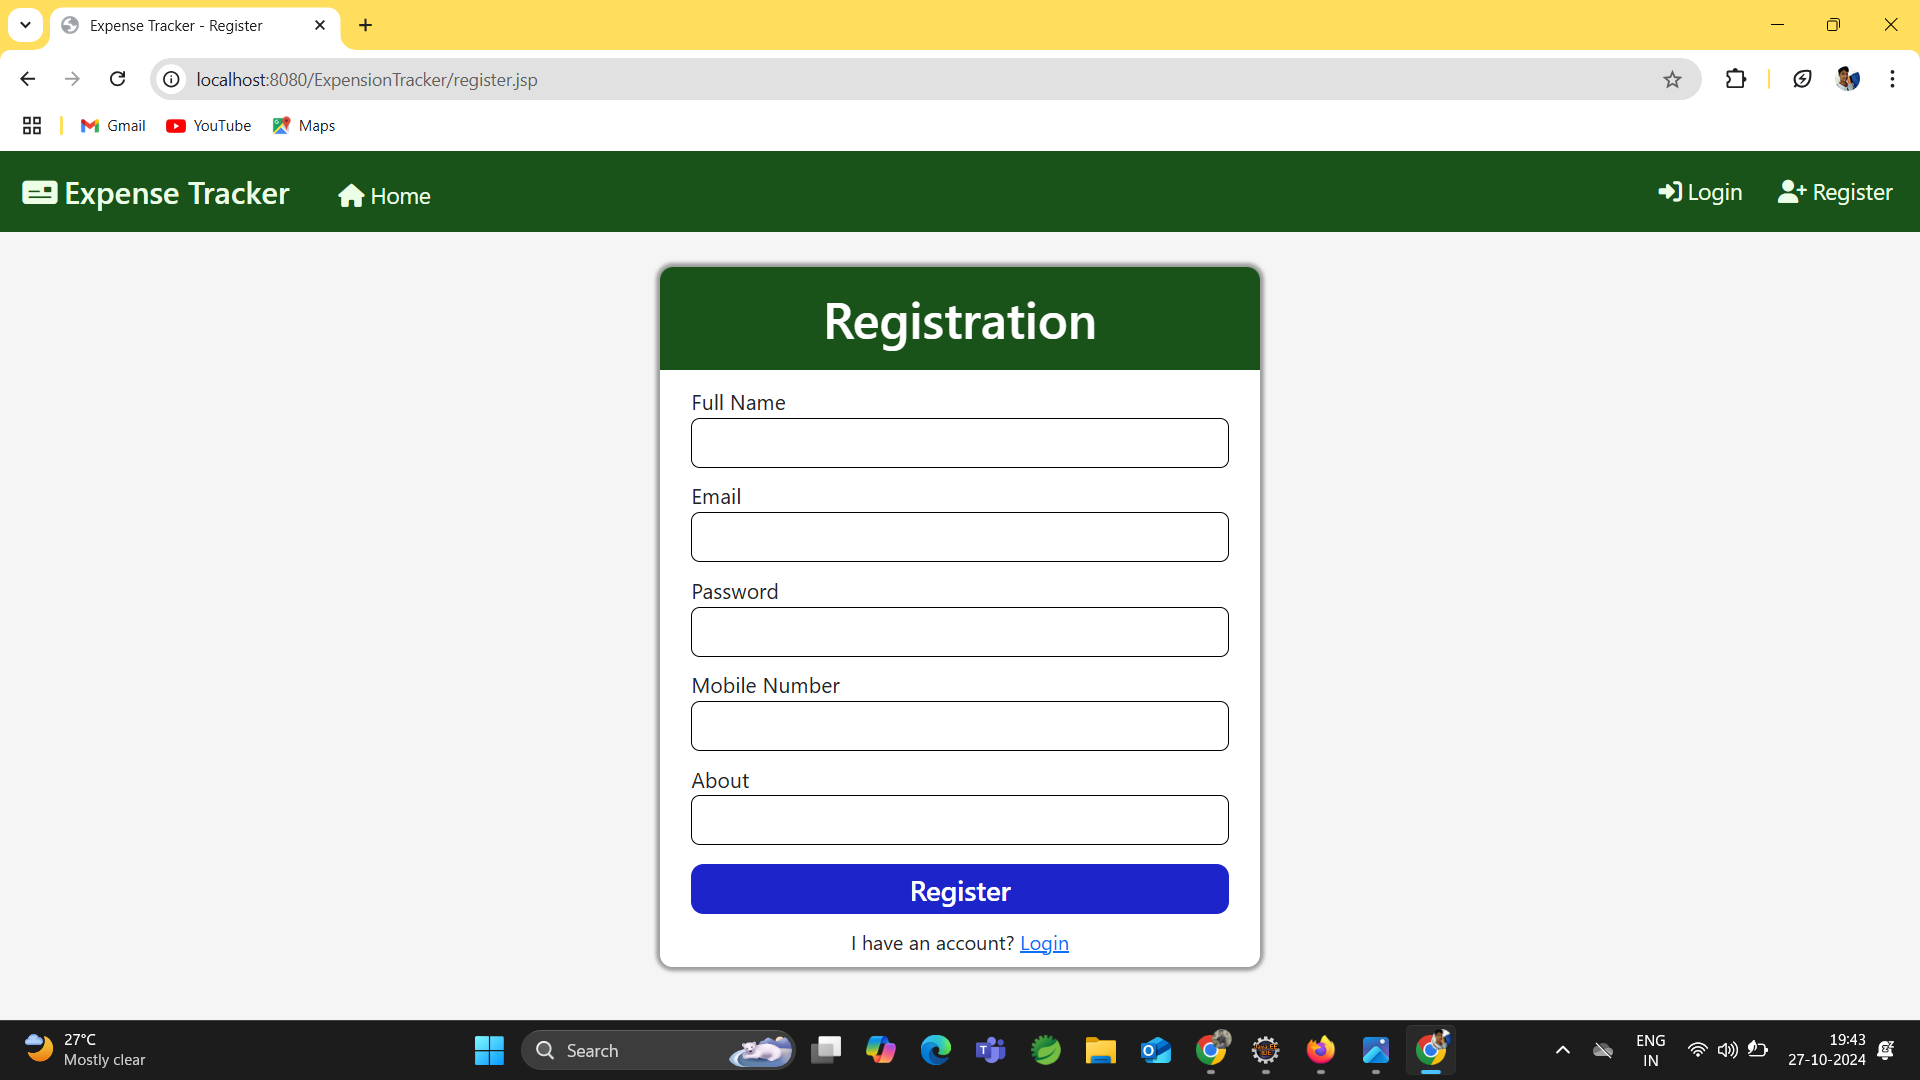 Expense Tracker - Register
localhost:8080/ExpensionTracker/register.jsp
Gmail YouTube Maps
Expense Tracker Home Login Register
Registration
Full Name
Email
Password
Mobile Number
About
Register
I have an account? Login
27°C
Mostly clear
Search
ENG
IN
19:43
27-10-2024